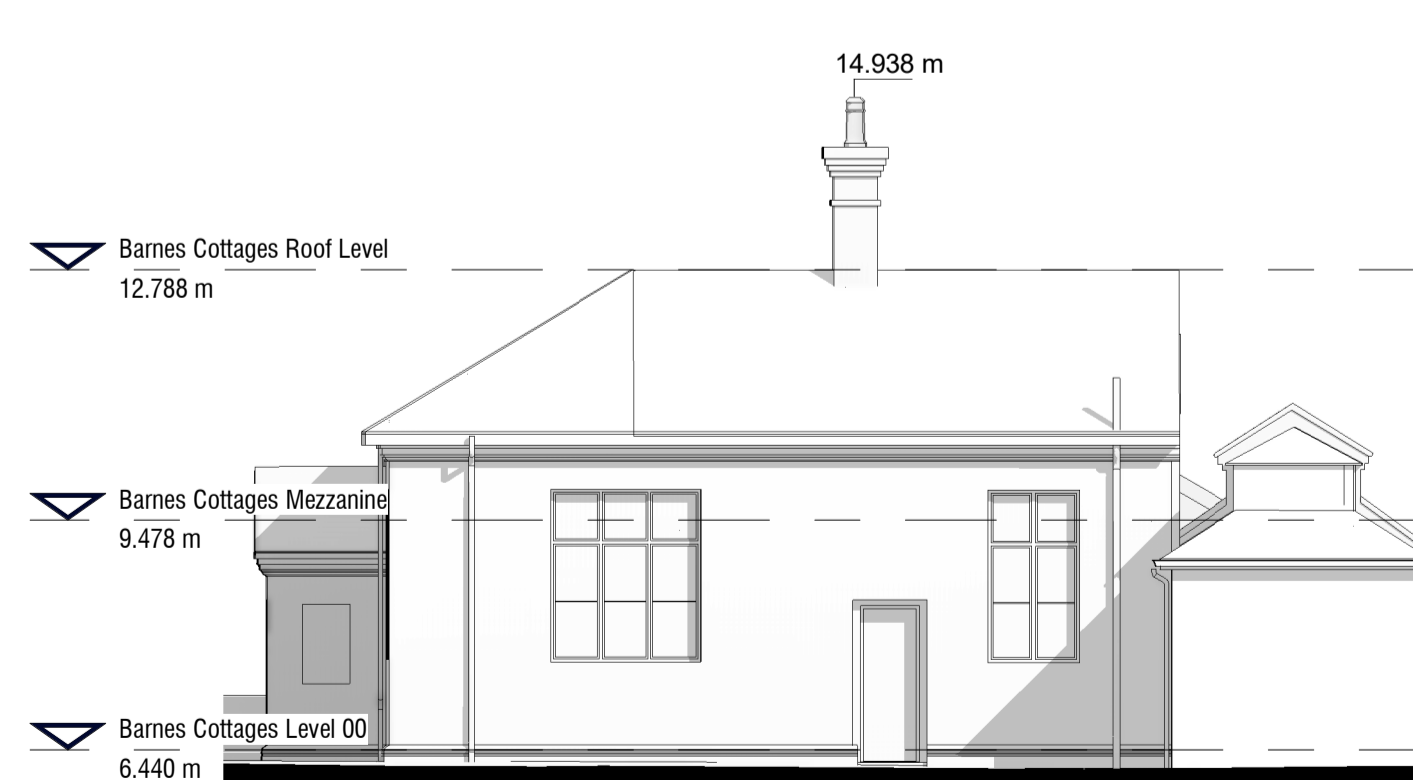 14.938 m
Barnes Cottages Roof Level
12.788 m
Barnes Cottages Mezzanine
9.478 m
Barnes Cottages Level 00
6.440 m